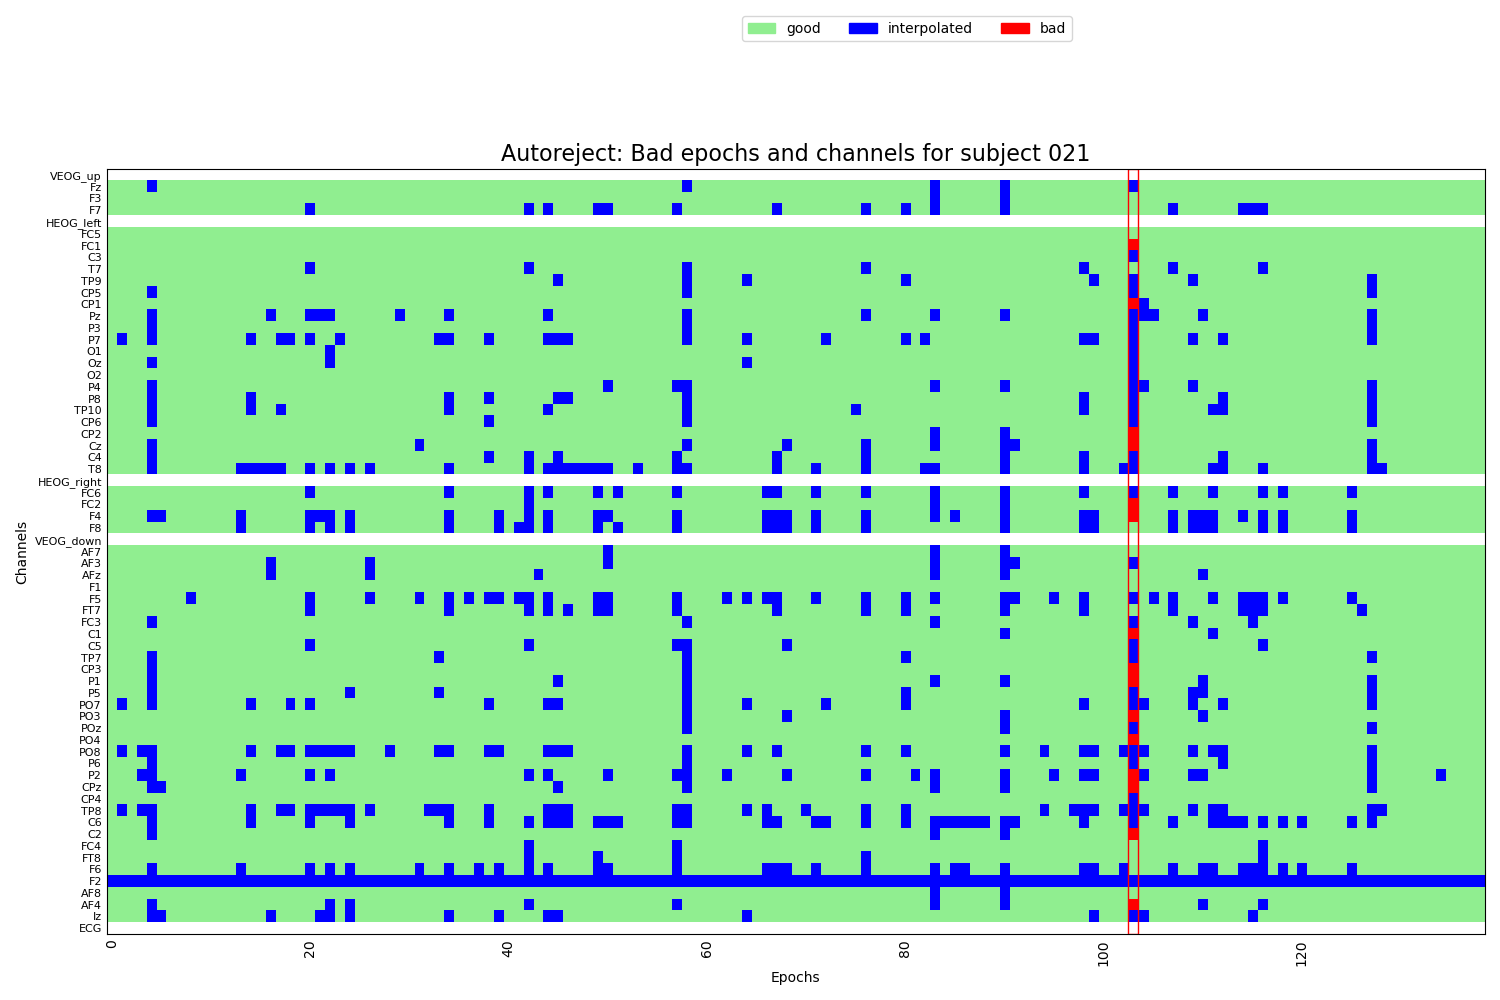 good interpolated bad
Autoreject: Bad epochs and channels for subject 021
VEOG_up
Fz
F3
F7
HEOG_left
FC5
FC1
C3
T7
TP9
CP5
CP1
Pz
P3
P7
O1
Oz
O2
P4
P8
TP10
CP6
CP2
Cz
C4
T8
HEOG_right
FC6
FC2
F4
F8
VEOG_down
AF7
AF3
AFz
F1
F5
FT7
FC3
C1
C5
TP7
CP3
P1
P5
PO7
PO3
POz
PO4
PO8
P6
P2
CPz
CP4
TP8
C6
C2
FC4
FT8
F6
F2
AF8
AF4
Iz
ECG
Channels
0 20 40 60 80 100 120
Epochs